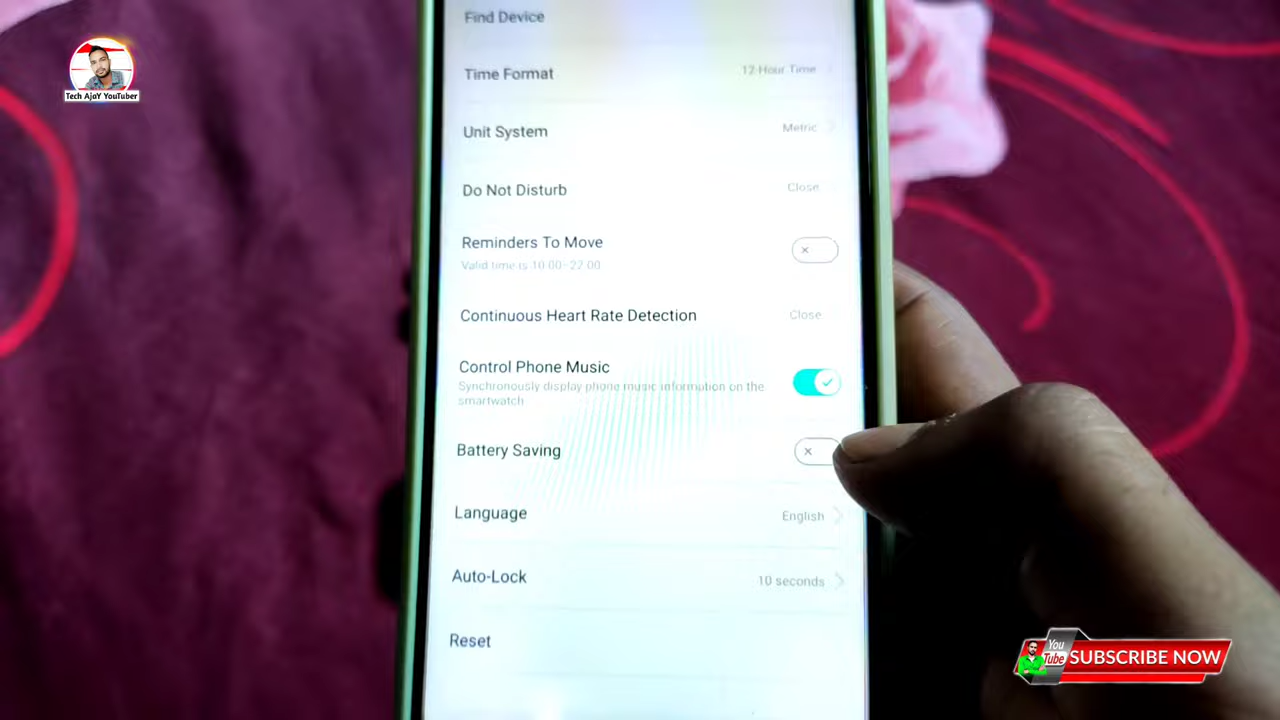 Find Device
Time Format
12-Hour Time
Unit System
Metric
Do Not Disturb
Close
Reminders To Move
Valid time is 10:00-22:00
Continuous Heart Rate Detection
Close
Control Phone Music
Synchronously display phone music information on the
smartwatch
Battery Saving
Language
English
Auto-Lock
10 seconds
Reset
Tech AjaY YouTuber
You
Tube
SUBSCRIBE NOW